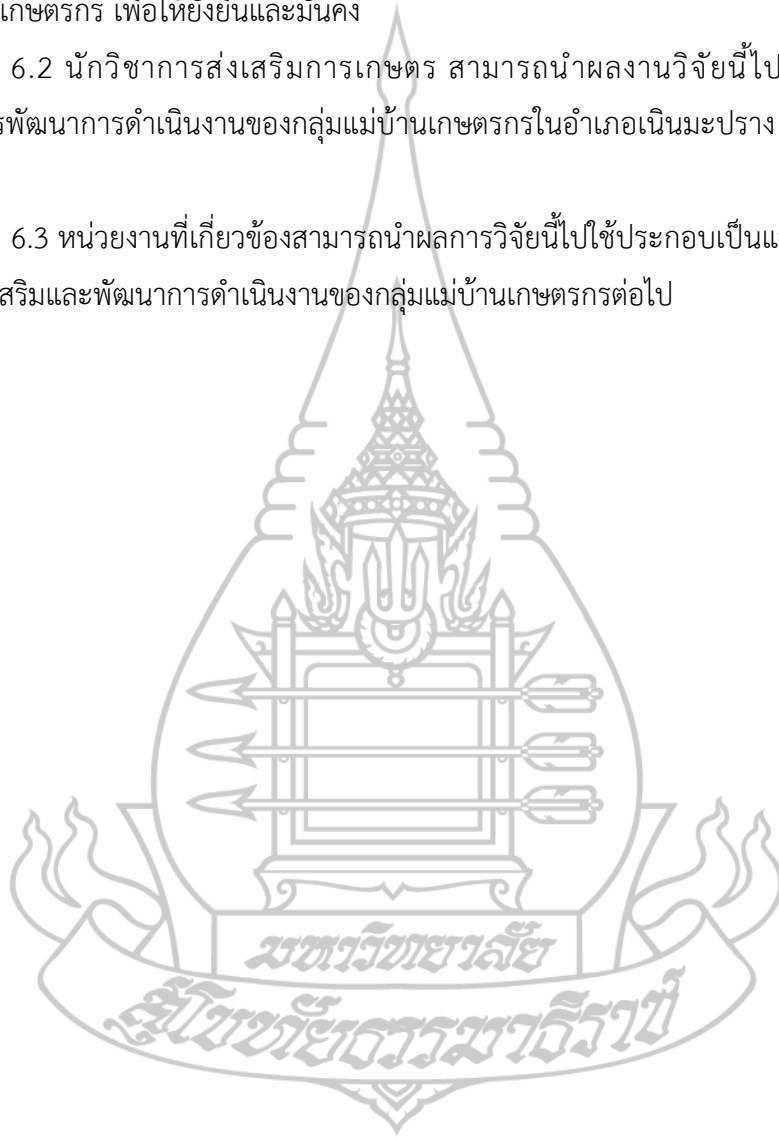 เกษตรกร เพื่อให้ยั่งยืนและมั่นคง
6.2 นักวิชาการส่งเสริมการเกษตร สามารถนำผลงานวิจัยนี้ไป
รพัฒนาการดำเนินงานของกลุ่มแม่บ้านเกษตรกรในอำเภอเนินมะปราง
6.3 หน่วยงานที่เกี่ยวข้องสามารถนำผลการวิจัยนี้ไปใช้ประกอบเป็นแ
เสริมและพัฒนาการดำเนินงานของกลุ่มแม่บ้านเกษตรกรต่อไป
มหาวิทยาลัย
สุโขทัยธรรมาธิราช